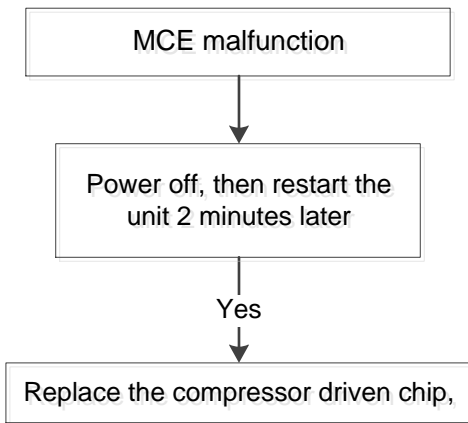 MCE malfunction
Power off, then restart the
unit 2 minutes later
Yes
Replace the compressor driven chip,